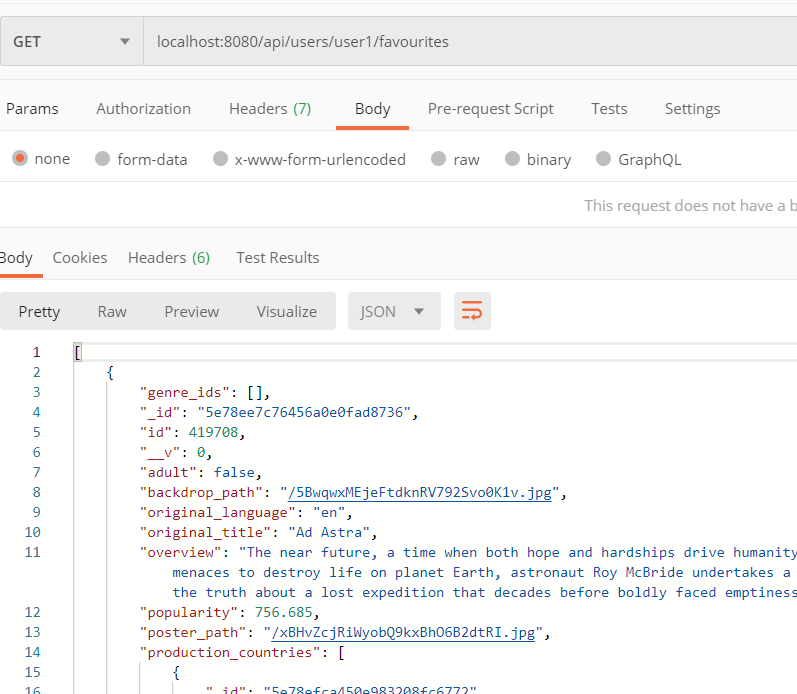 GET localhost:8080/api/users/user1/favourites
Params Authorization Headers (7) Body Pre-request Script Tests Settings
none form-data x-www-form-urlencoded raw binary GraphQL
This request does not have a b
Body Cookies Headers (6) Test Results
Pretty Raw Preview Visualize JSON
1 [
2 {
3 "genre_ids": [],
4 "_id": "5e78ee7c76456a0e0fad8736",
5 "id": 419708,
6 "__v": 0,
7 "adult": false,
8 "backdrop_path": "/5BwqwxMEjeFtdknRV792Svo0K1v.jpg",
9 "original_language": "en",
10 "original_title": "Ad Astra",
11 "overview": "The near future, a time when both hope and hardships drive humanity
menaces to destroy life on planet Earth, astronaut Roy McBride undertakes a
the truth about a lost expedition that decades before boldly faced emptiness
12 "popularity": 756.685,
13 "poster_path": "/xBHvZcjRiWyobQ9kxBhO6B2dtRI.jpg",
14 "production_countries": [
15 {
16 "_id": "5e78efca450e983208fc6772"